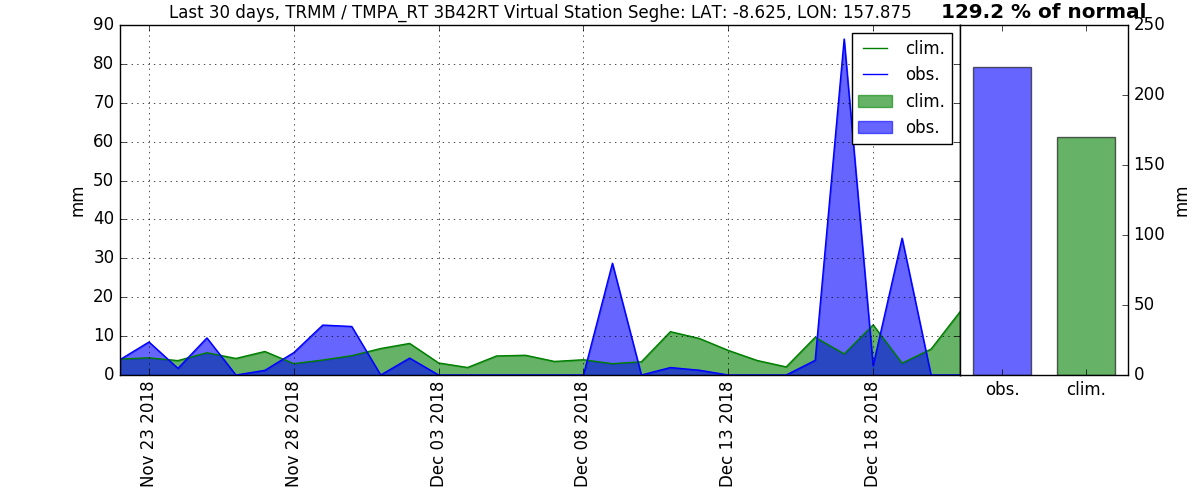 Last 30 days, TRMM / TMPA_RT 3B42RT Virtual Station Seghe: LAT: -8.625, LON: 157.875
129.2 % of normal
90
80
70
60
50
40
30
20
10
0
mm
clim.
obs.
clim.
obs.
Nov 23 2018
Nov 28 2018
Dec 03 2018
Dec 08 2018
Dec 13 2018
Dec 18 2018
250
200
150
100
50
0
mm
obs.
clim.